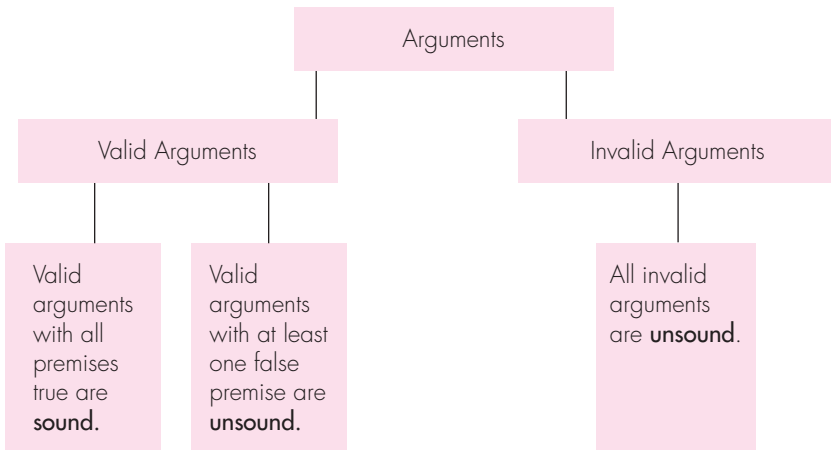 Arguments
Valid Arguments
Invalid Arguments
Valid
arguments
with all
premises
true are
sound.
Valid
arguments
with at least
one false
premise are
unsound.
All invalid
arguments
are unsound.